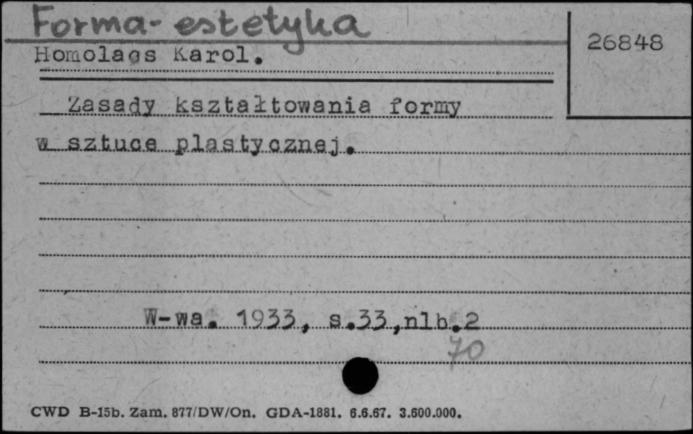 Forma-estetyka
26848
Homolacs Karol.
Zasady kształtowania formy
w sztuce plastycznej.
W-wa. 1933, s.33,nlb.2
70
CWD B-15b. Zam. 877/DW/On. GDA-1881. 6.6.67. 3.600.000.